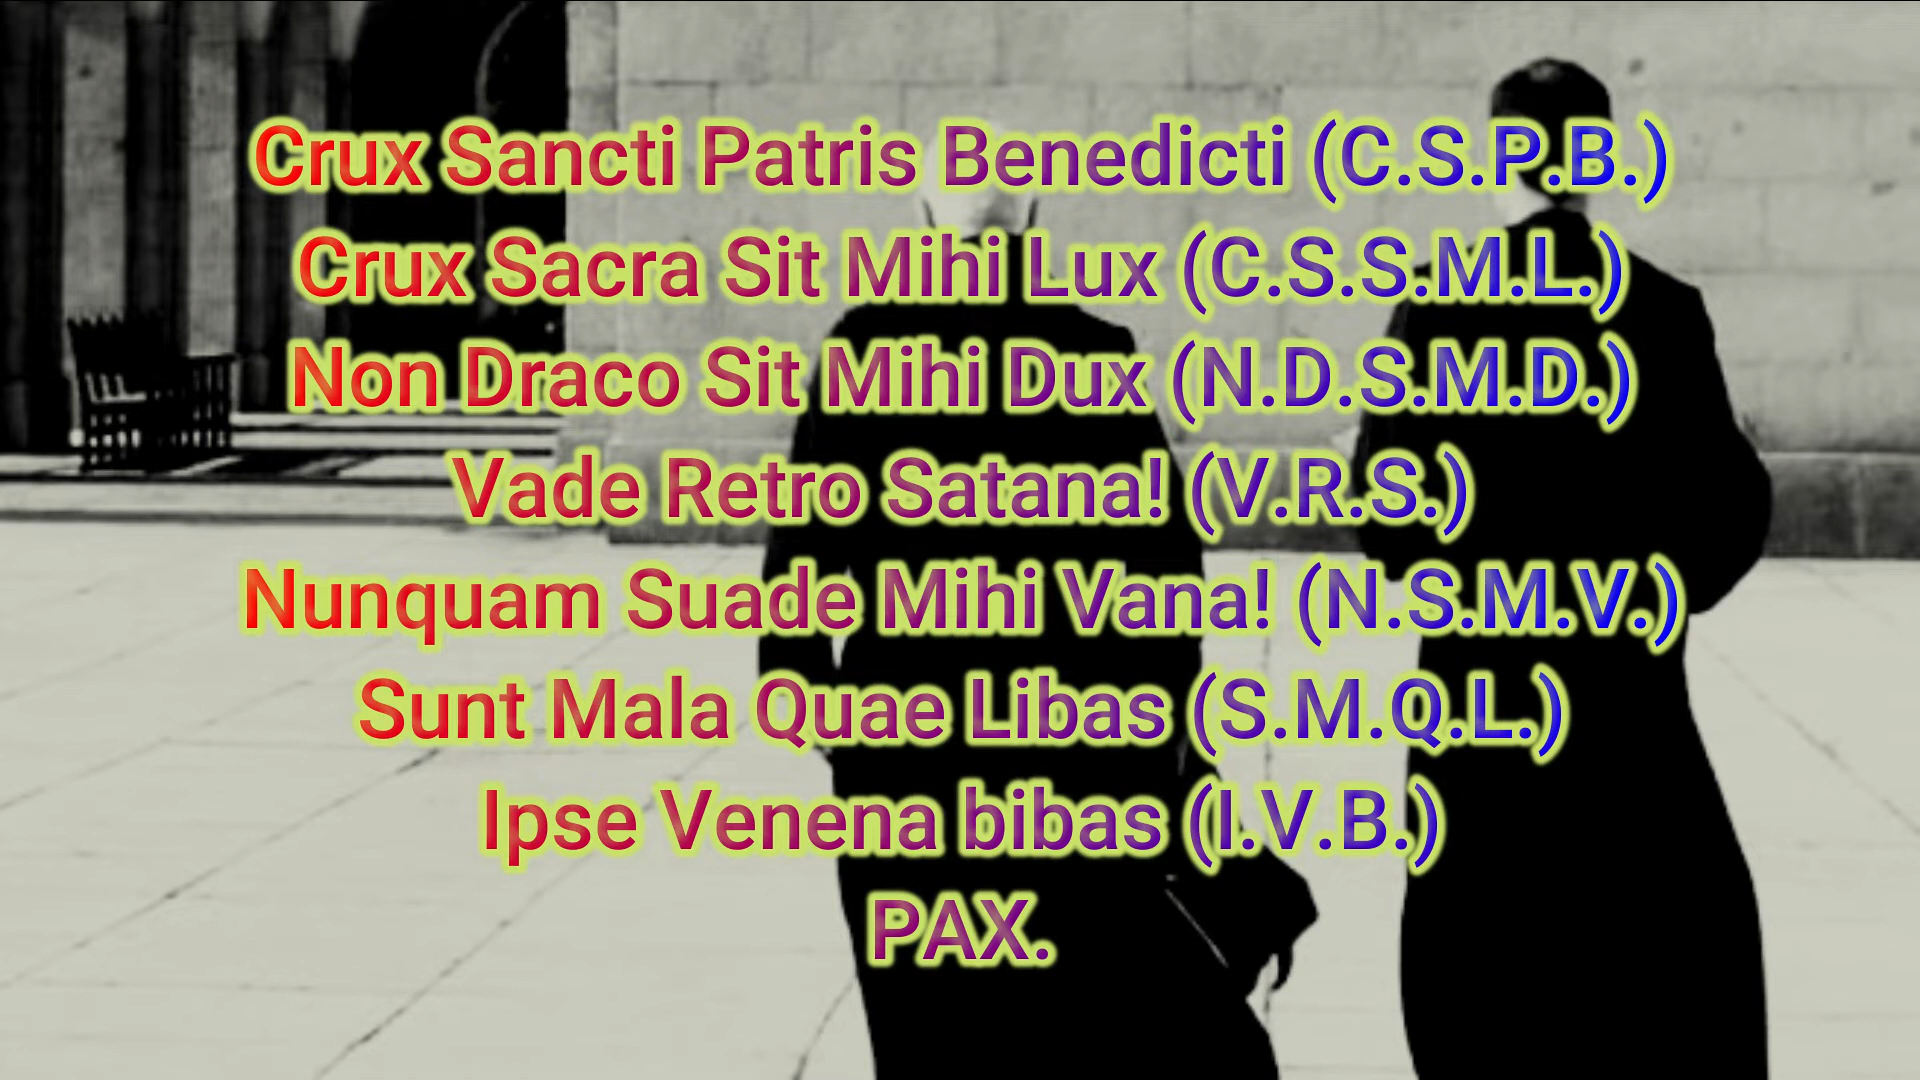 Crux Sancti Patris Benedicti (C.S.P.B.)
Crux Sacra Sit Mihi Lux (C.S.S.M.L.)
Non Draco Sit Mihi Dux (N.D.S.M.D.)
Vade Retro Satana! (V.R.S.)
Nunquam Suade Mihi Vana! (N.S.M.V.)
Sunt Mala Quae Libas (S.M.Q.L.)
Ipse Venena bibas (I.V.B.)
PAX.